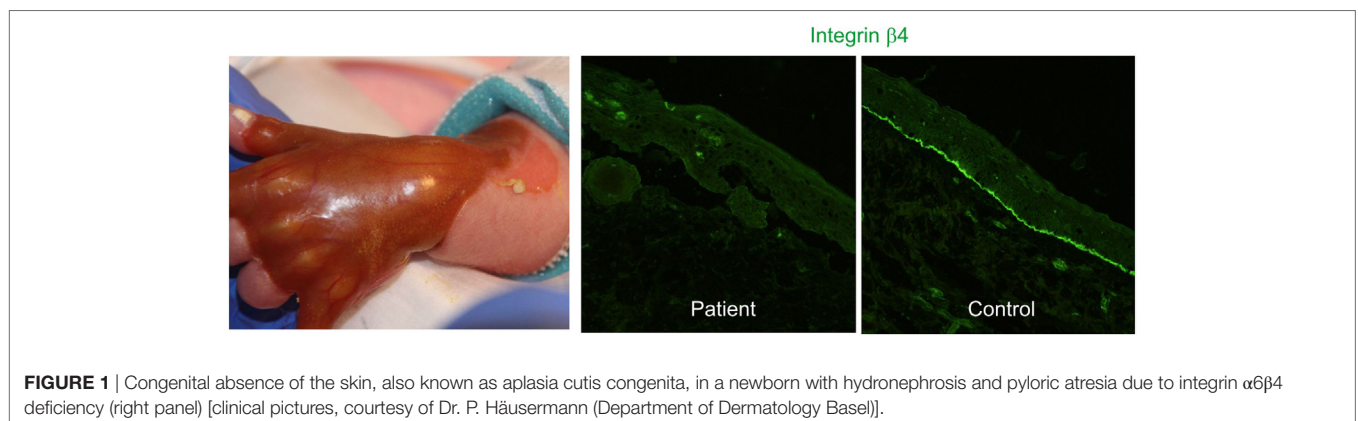 Integrin β4
Patient
Control
FIGURE 1 | Congenital absence of the skin, also known as aplasia cutis congenita, in a newborn with hydronephrosis and pyloric atresia due to integrin α6β4
deficiency (right panel) [clinical pictures, courtesy of Dr. P. Häusermann (Department of Dermatology Basel)].